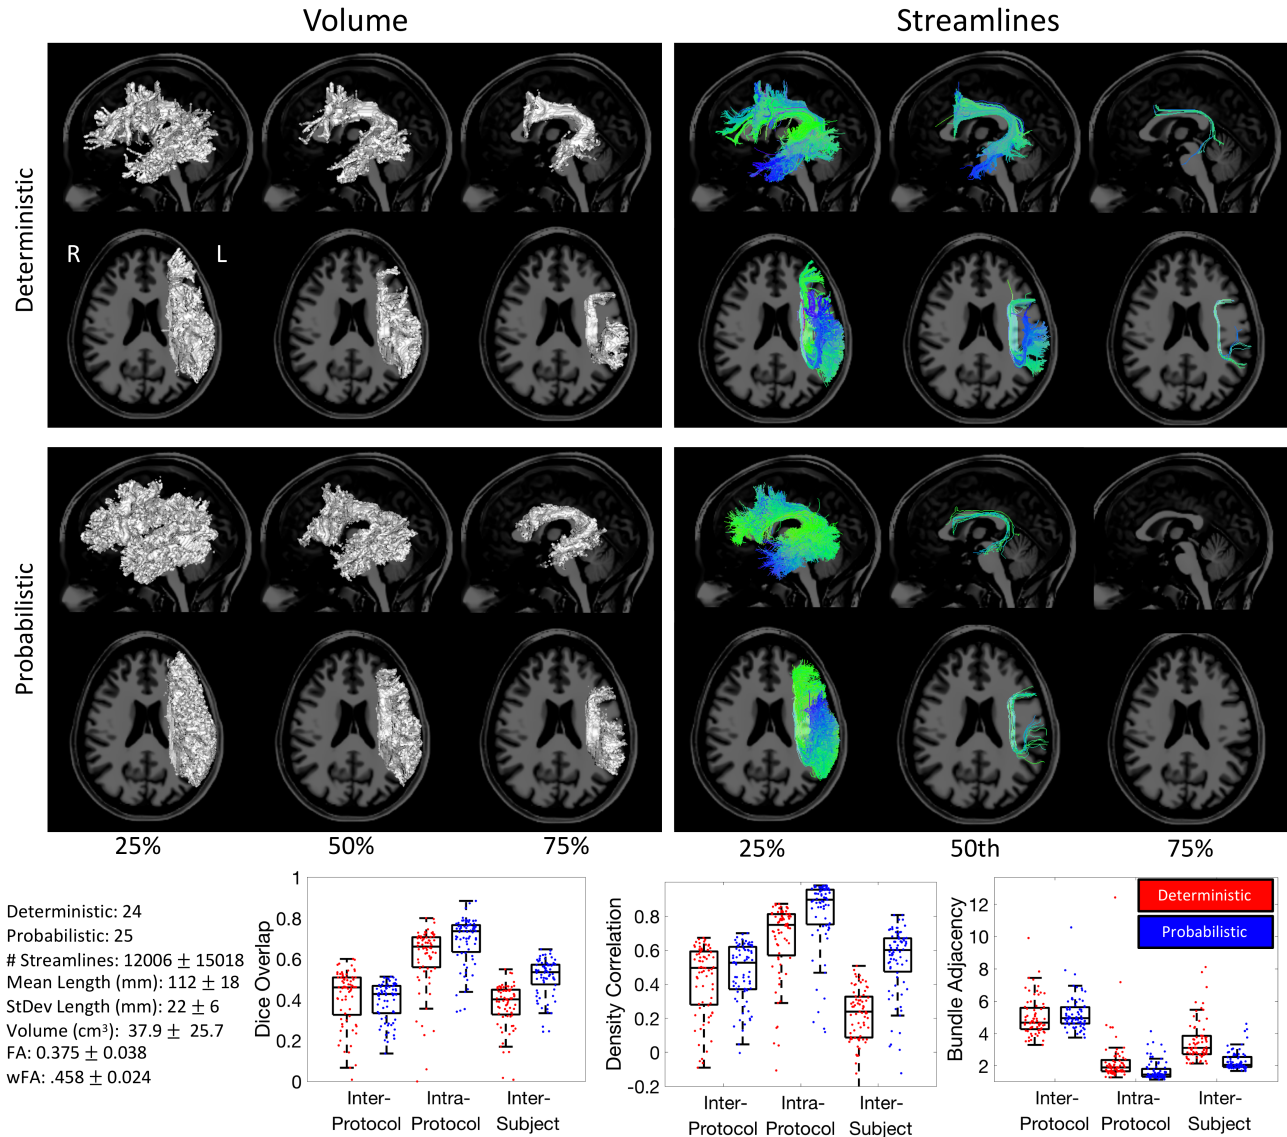 Volume
Streamlines
Deterministic
R
L
Probabilistic
25%
50%
75%
25%
50th
75%
Deterministic: 24
Probabilistic: 25
# Streamlines: 12006 ± 15018
Mean Length (mm): 112 ± 18
StDev Length (mm): 22 ± 6
Volume (cm³): 37.9 ± 25.7
FA: 0.375 ± 0.038
wFA: .458 ± 0.024
Dice Overlap
1
0.8
0.6
0.4
0.2
0
Inter-
Protocol
Intra-
Protocol
Inter-
Subject
Density Correlation
0.8
0.6
0.4
0.2
0
-0.2
Inter-
Protocol
Intra-
Protocol
Inter-
Subject
Bundle Adjacency
12
10
8
6
4
2
Deterministic
Probabilistic
Inter-
Protocol
Intra-
Protocol
Inter-
Subject